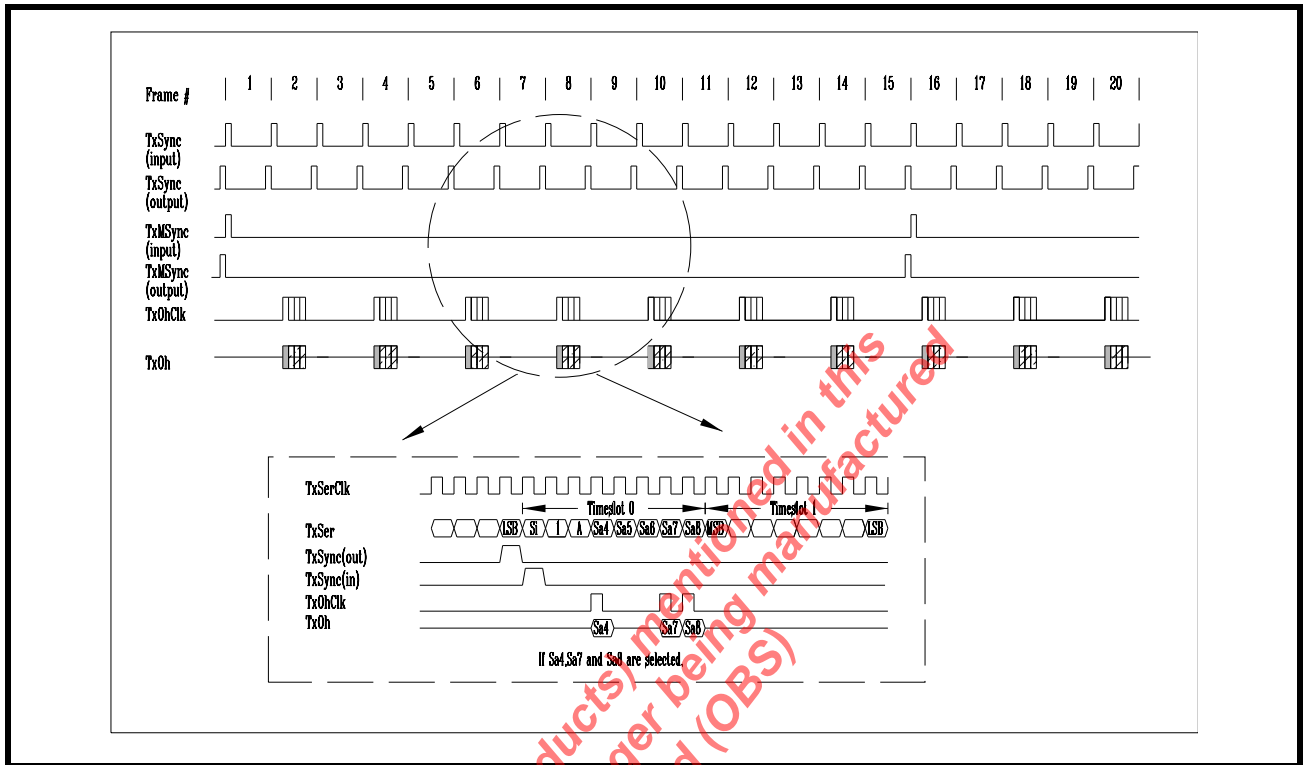 Frame # | 1 | 2 | 3 | 4 | 5 | 6 | 7 | 8 | 9 | 10 | 11 | 12 | 13 | 14 | 15 | 16 | 17 | 18 | 19 | 20 |
TxSync
(input)
TxSync
(output)
TxMSync
(input)
TxMSync
(output)
TxOhClk
TxOh
TxSerClk
Timeslot 0 Timeslot 1
TxSer LSB Si 1 A Sa4 Sa5 Sa6 Sa7 Sa8 MSB LSB
TxSync(out)
TxSync(in)
TxOhClk
TxOh Sa4 Sa7 Sa8
If Sa4,Sa7 and Sa8 are selected.
ducts) mentioned in this
ger being manufactured
d (OBS)